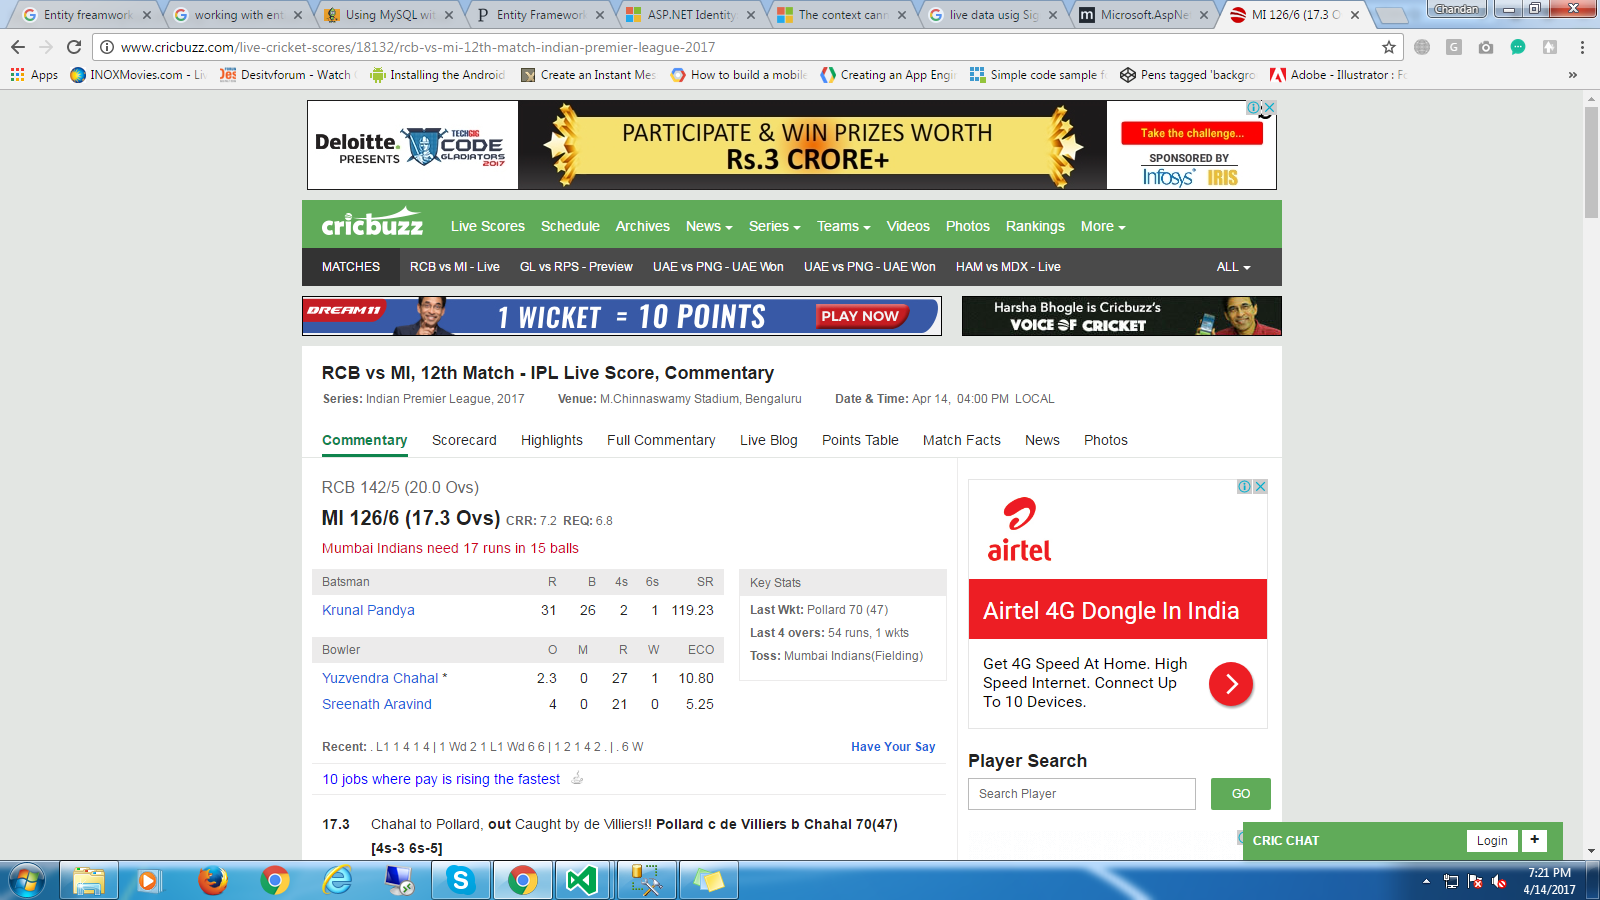 Entity freamwork
working with ent
Using MySQL wit
Entity Framework
ASP.NET Identity
The context cann
live data usig Sig
Microsoft.AspNe
MI 126/6 (17.3 O
Chandan
www.cricbuzz.com/live-cricket-scores/18132/rcb-vs-mi-12th-match-indian-premier-league-2017
Apps
INOXMovies.com - Liv
Desitvforum - Watch
Installing the Android
Create an Instant Mes
How to build a mobile
Creating an App Engi
Simple code sample f
Pens tagged 'backgro
Adobe - Illustrator : Fo
Deloitte.
PRESENTS
TECHGIG
CODE
GLADIATORS
2017
PARTICIPATE & WIN PRIZES WORTH
Rs.3 CRORE+
Take the challenge...
SPONSORED BY
Infosys IRIS
cricbuzz
Live Scores Schedule Archives News Series Teams Videos Photos Rankings More
MATCHES RCB vs MI - Live GL vs RPS - Preview UAE vs PNG - UAE Won UAE vs PNG - UAE Won HAM vs MDX - Live ALL
DREAM11 1 WICKET = 10 POINTS PLAY NOW
Harsha Bhogle is Cricbuzz's
VOICE OF CRICKET
RCB vs MI, 12th Match - IPL Live Score, Commentary
Series: Indian Premier League, 2017 Venue: M.Chinnaswamy Stadium, Bengaluru Date & Time: Apr 14, 04:00 PM LOCAL
Commentary Scorecard Highlights Full Commentary Live Blog Points Table Match Facts News Photos
RCB 142/5 (20.0 Ovs)
MI 126/6 (17.3 Ovs) CRR: 7.2 REQ: 6.8
Mumbai Indians need 17 runs in 15 balls
Batsman R B 4s 6s SR
Krunal Pandya 31 26 2 1 119.23
Bowler O M R W ECO
Yuzvendra Chahal * 2.3 0 27 1 10.80
Sreenath Aravind 4 0 21 0 5.25
Key Stats
Last Wkt: Pollard 70 (47)
Last 4 overs: 54 runs, 1 wkts
Toss: Mumbai Indians(Fielding)
Recent: . L1 1 4 1 4 | 1 Wd 2 1 L1 Wd 6 6 | 1 2 1 4 2 . | . 6 W
Have Your Say
10 jobs where pay is rising the fastest
17.3 Chahal to Pollard, out Caught by de Villiers!! Pollard c de Villiers b Chahal 70(47)
[4s-3 6s-5]
airtel
Airtel 4G Dongle In India
Get 4G Speed At Home. High
Speed Internet. Connect Up
To 10 Devices.
Player Search
Search Player
GO
CRIC CHAT
Login
+
7:21 PM
4/14/2017